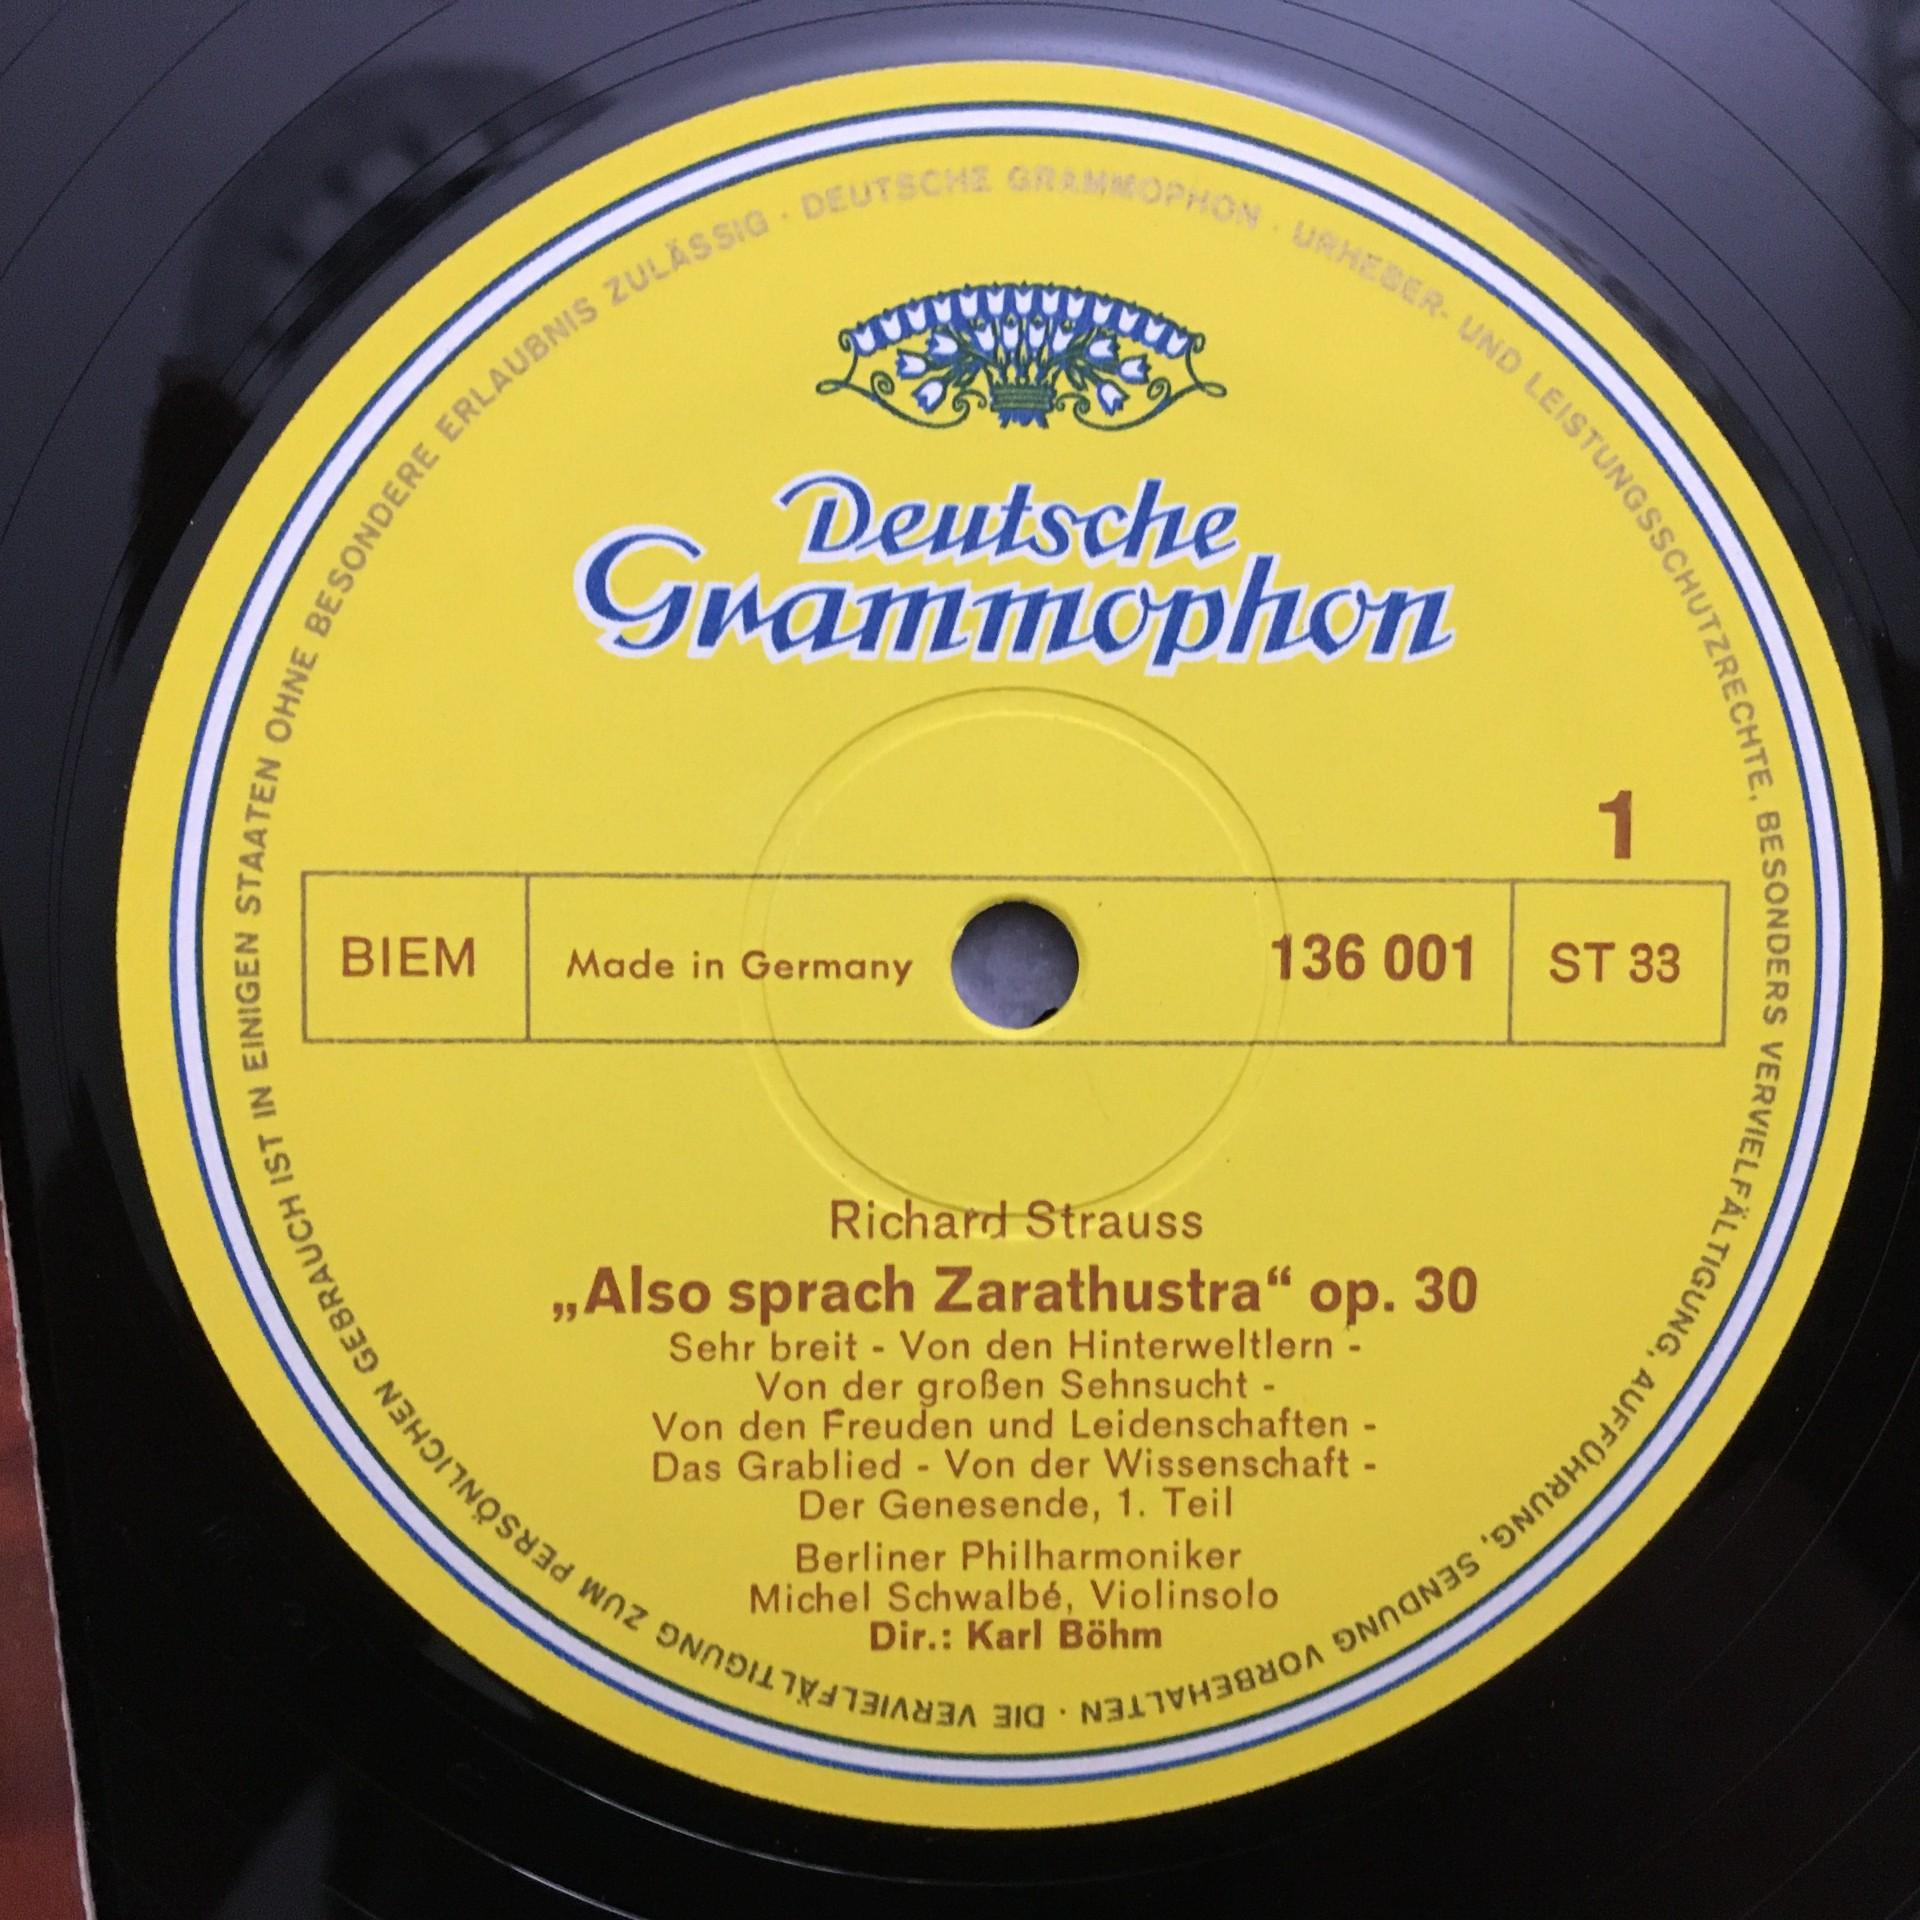 DEUTSCHE GRAMMOPHON · URHEBER- UND LEISTUNGSSCHUTZRECHTE, BESONDERS VERVIELFÄLTIGUNG, AUFFÜHRUNG, SENDUNG VORBEHALTEN · DIE VERVIELFÄLTIGUNG ZUM PERSÖNLICHEN GEBRAUCH IST IN EINIGEN STAATEN OHNE BESONDERE ERLAUBNIS ZULÄSSIG ·
Deutsche
Grammophon
1
BIEM Made in Germany 136 001 ST 33
Richard Strauss
„Also sprach Zarathustra“ op. 30
Sehr breit - Von den Hinterweltlern -
Von der großen Sehnsucht -
Von den Freuden und Leidenschaften -
Das Grablied - Von der Wissenschaft -
Der Genesende, 1. Teil
Berliner Philharmoniker
Michel Schwalbé, Violinsolo
Dir.: Karl Böhm